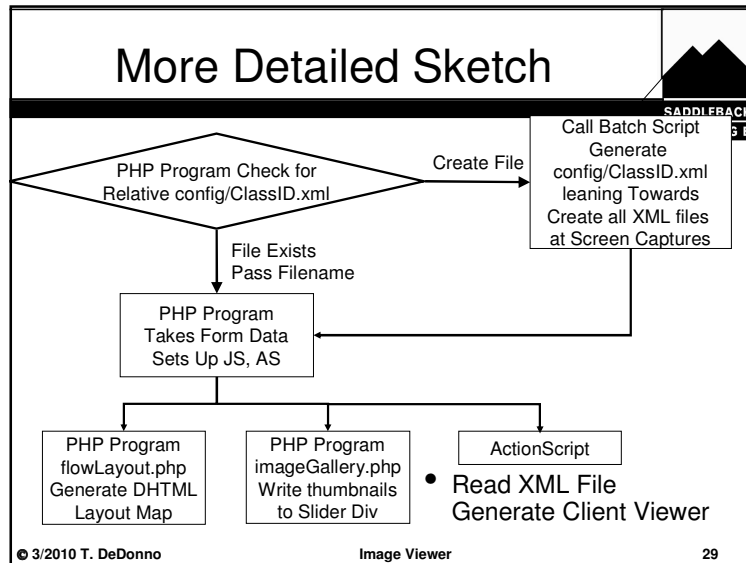 More Detailed Sketch
SADDLEBACK
PHP Program Check for
Relative config/ClassID.xml
Create File
Call Batch Script
Generate
config/ClassID.xml
leaning Towards
Create all XML files
at Screen Captures
File Exists
Pass Filename
PHP Program
Takes Form Data
Sets Up JS, AS
PHP Program
flowLayout.php
Generate DHTML
Layout Map
PHP Program
imageGallery.php
Write thumbnails
to Slider Div
ActionScript
• Read XML File
Generate Client Viewer
© 3/2010 T. DeDonno
Image Viewer
29